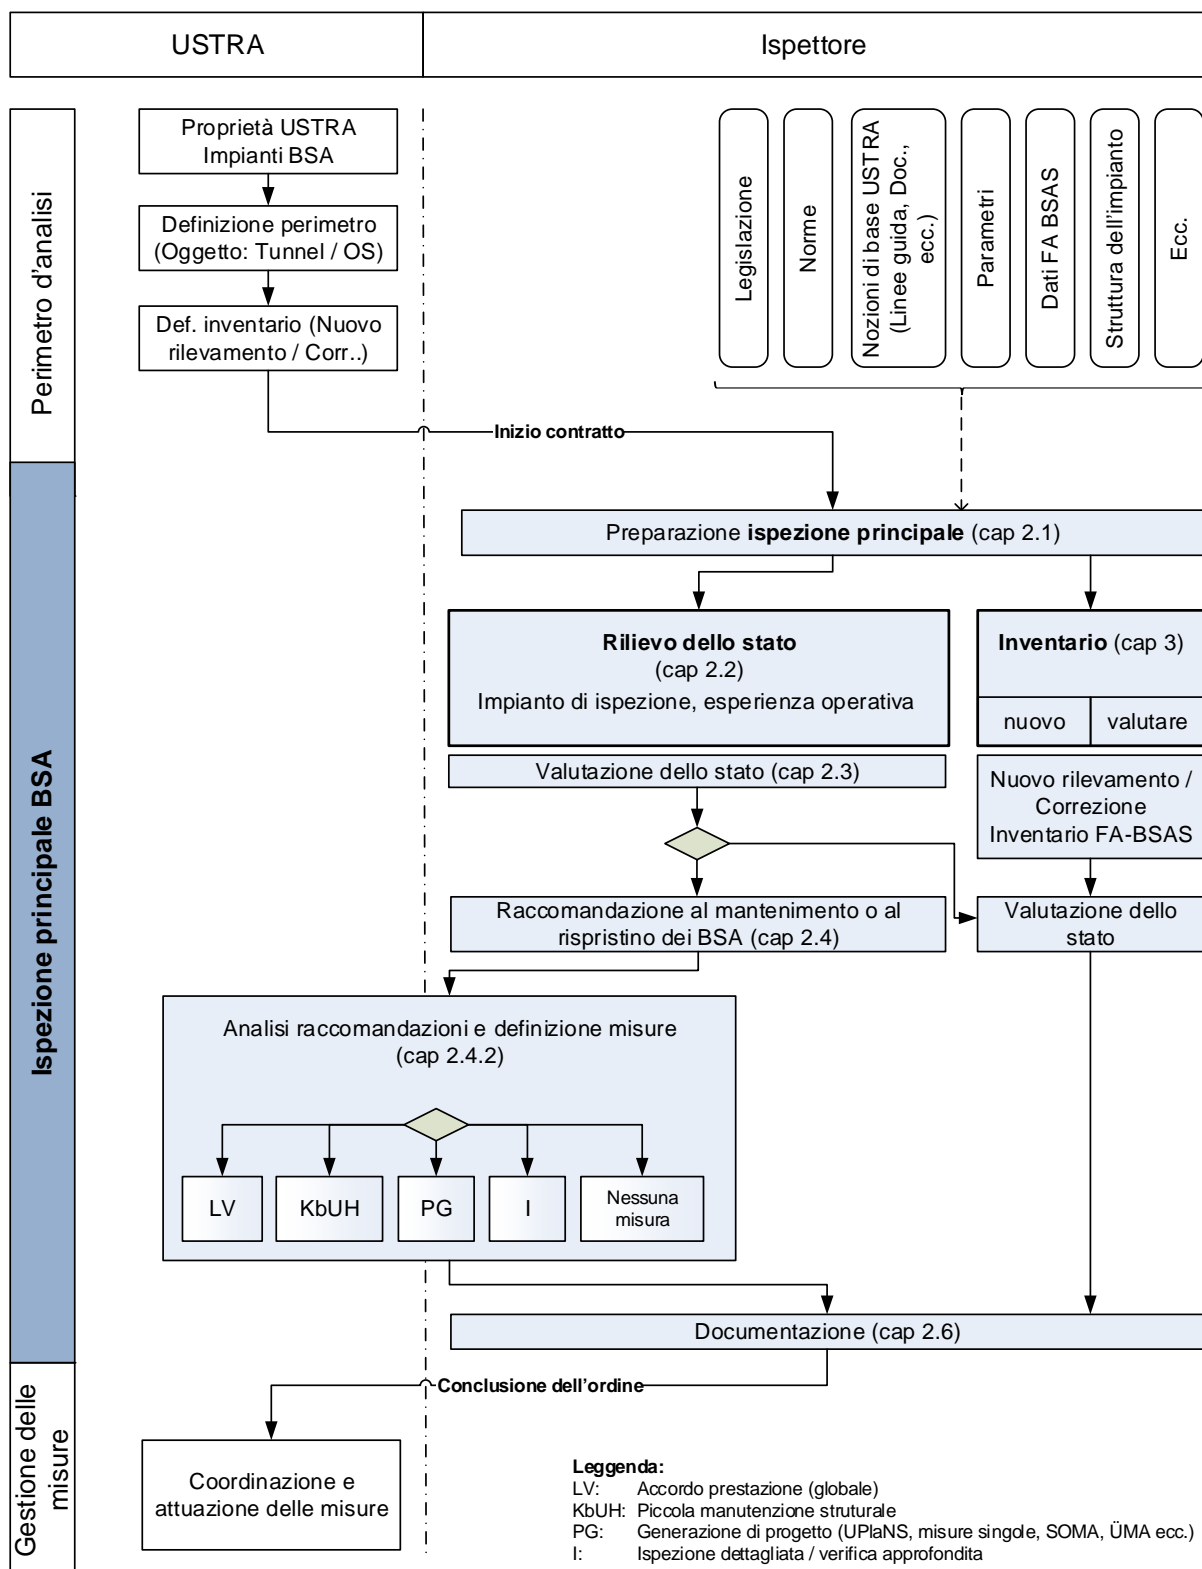 USTRA
Ispettore
Perimetro d'analisi
Proprietà USTRA
Impianti BSA
Definizione perimetro
(Oggetto: Tunnel / OS)
Def. inventario (Nuovo
rilevamento / Corr..)
Legislazione
Norme
Nozioni di base USTRA
(Linee guida, Doc.,
ecc.)
Parametri
Dati FA BSAS
Struttura dell'impianto
Ecc.
Inizio contratto
Ispezione principale BSA
Preparazione ispezione principale (cap 2.1)
Rilievo dello stato
(cap 2.2)
Impianto di ispezione, esperienza operativa
Inventario (cap 3)
nuovo
valutare
Valutazione dello stato (cap 2.3)
Nuovo rilevamento /
Correzione
Inventario FA-BSAS
Raccomandazione al mantenimento o al
rispristino dei BSA (cap 2.4)
Valutazione dello
stato
Analisi raccomandazioni e definizione misure
(cap 2.4.2)
LV
KbUH
PG
I
Nessuna
misura
Documentazione (cap 2.6)
Conclusione dell'ordine
Gestione delle
misure
Coordinazione e
attuazione delle misure
Leggenda:
LV: Accordo prestazione (globale)
KbUH: Piccola manutenzione struturale
PG: Generazione di progetto (UPlaNS, misure singole, SOMA, ÜMA ecc.)
I: Ispezione dettagliata / verifica approfondita